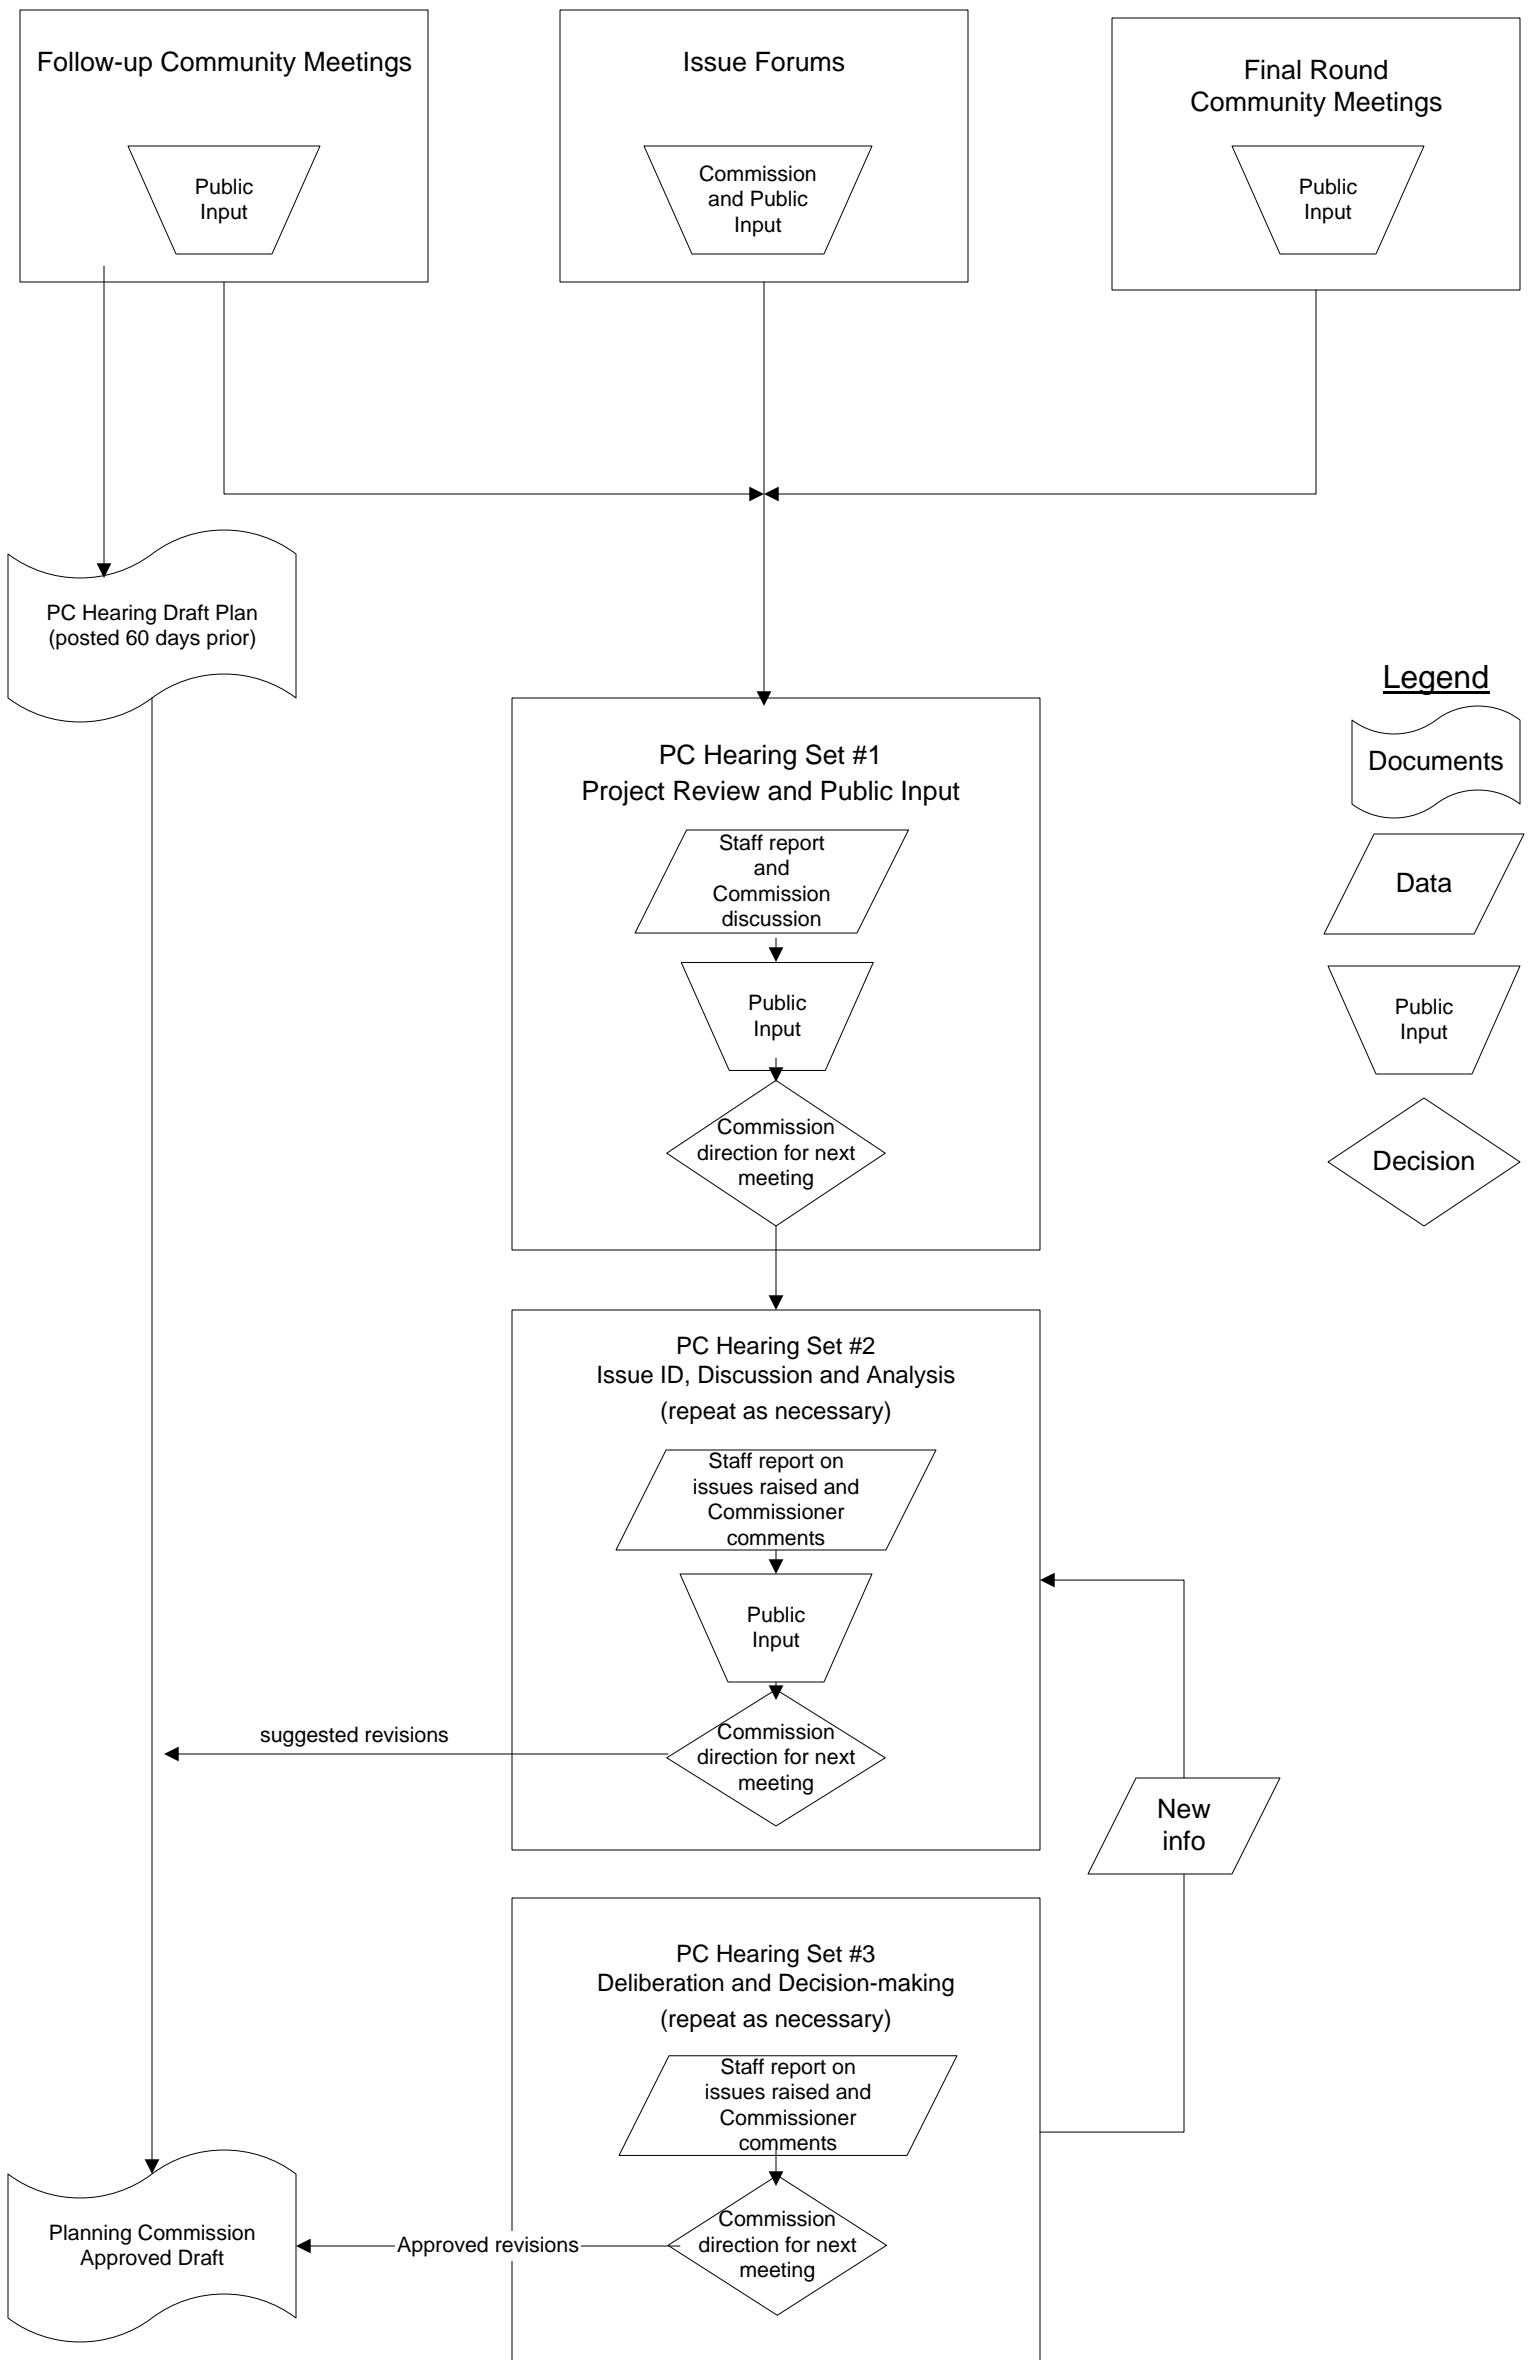 Follow-up Community Meetings
Public
Input
Issue Forums
Commission
and Public
Input
Final Round
Community Meetings
Public
Input
PC Hearing Draft Plan
(posted 60 days prior)
Legend
Documents
Data
Public
Input
Decision
PC Hearing Set #1
Project Review and Public Input
Staff report
and
Commission
discussion
Public
Input
Commission
direction for next
meeting
PC Hearing Set #2
Issue ID, Discussion and Analysis
(repeat as necessary)
Staff report on
issues raised and
Commissioner
comments
Public
Input
Commission
direction for next
meeting
suggested revisions
New
info
PC Hearing Set #3
Deliberation and Decision-making
(repeat as necessary)
Staff report on
issues raised and
Commissioner
comments
Commission
direction for next
meeting
Approved revisions
Planning Commission
Approved Draft